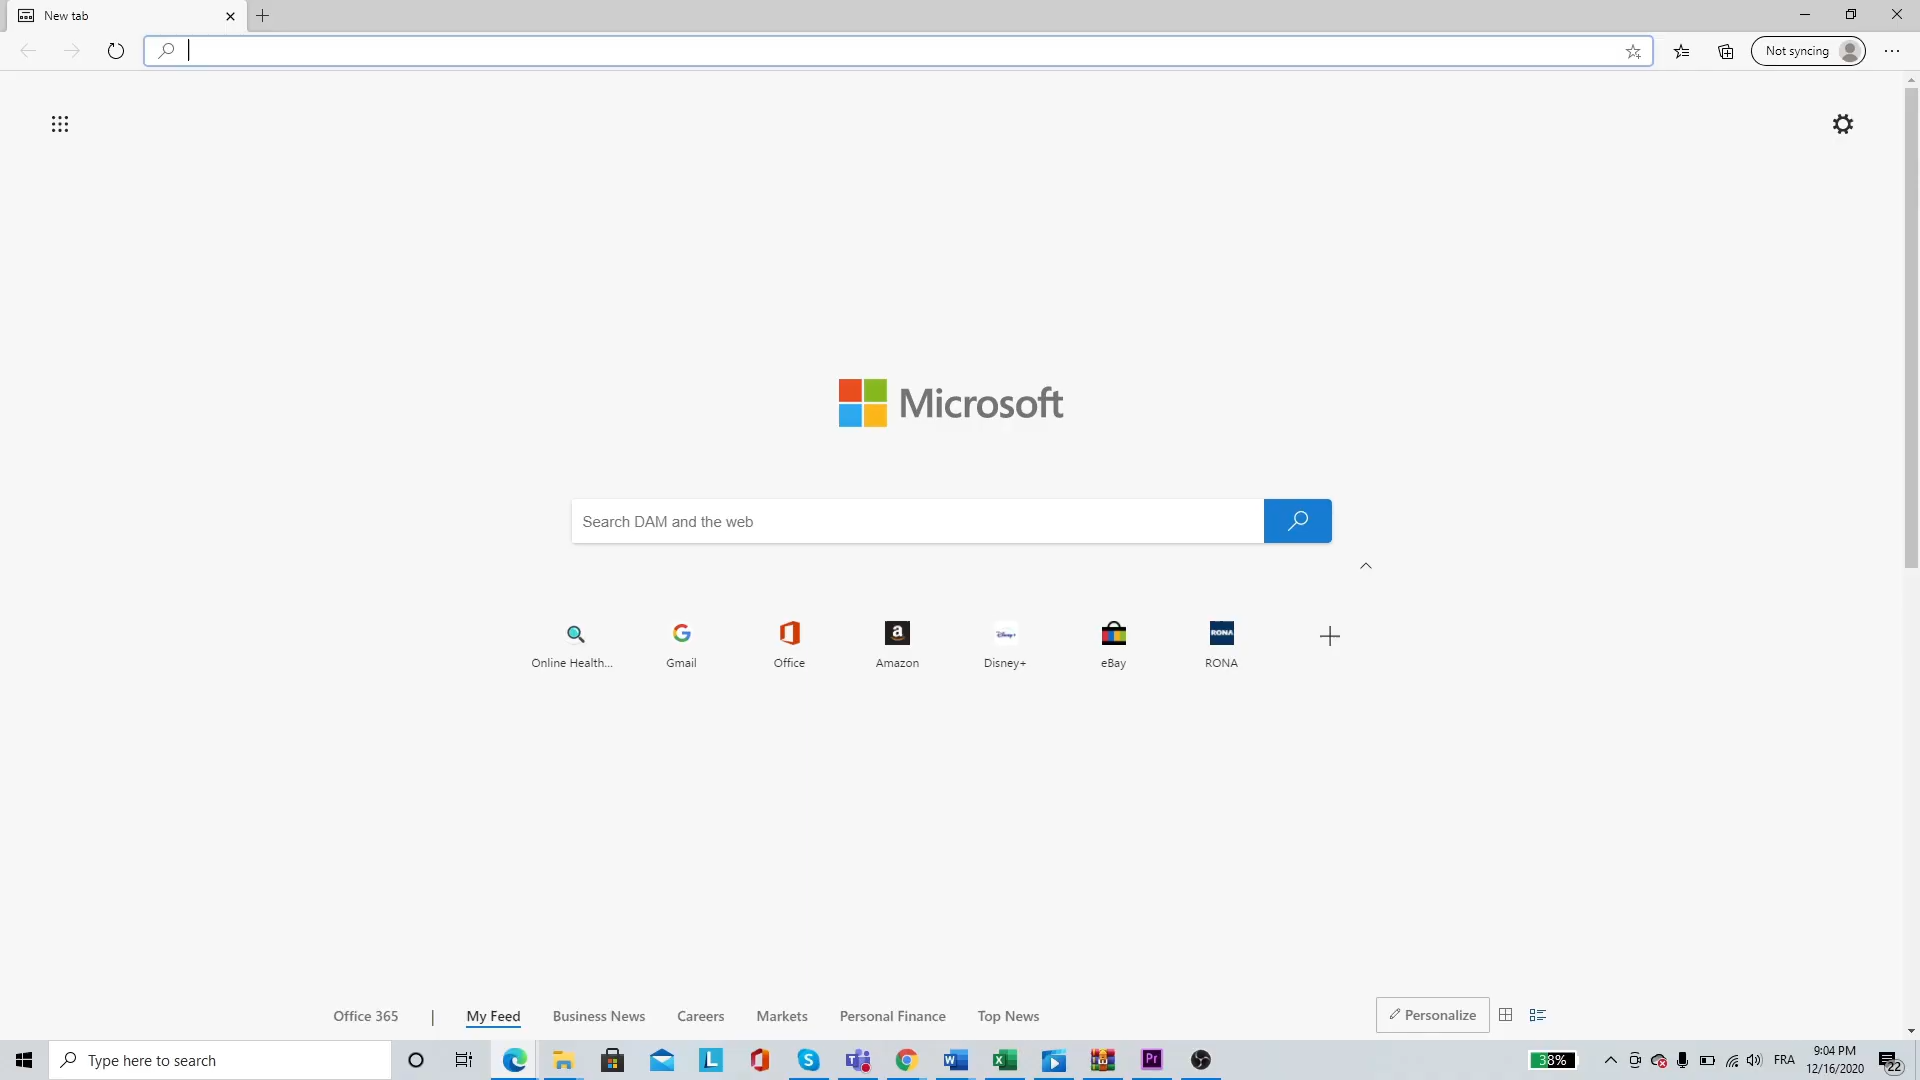 New tab
Not syncing
Microsoft
Search DAM and the web
Online Health...
Gmail
Office
Amazon
Disney+
eBay
RONA
Office 365 | My Feed Business News Careers Markets Personal Finance Top News
Personalize
Type here to search
38%
FRA
9:04 PM
12/16/2020
22